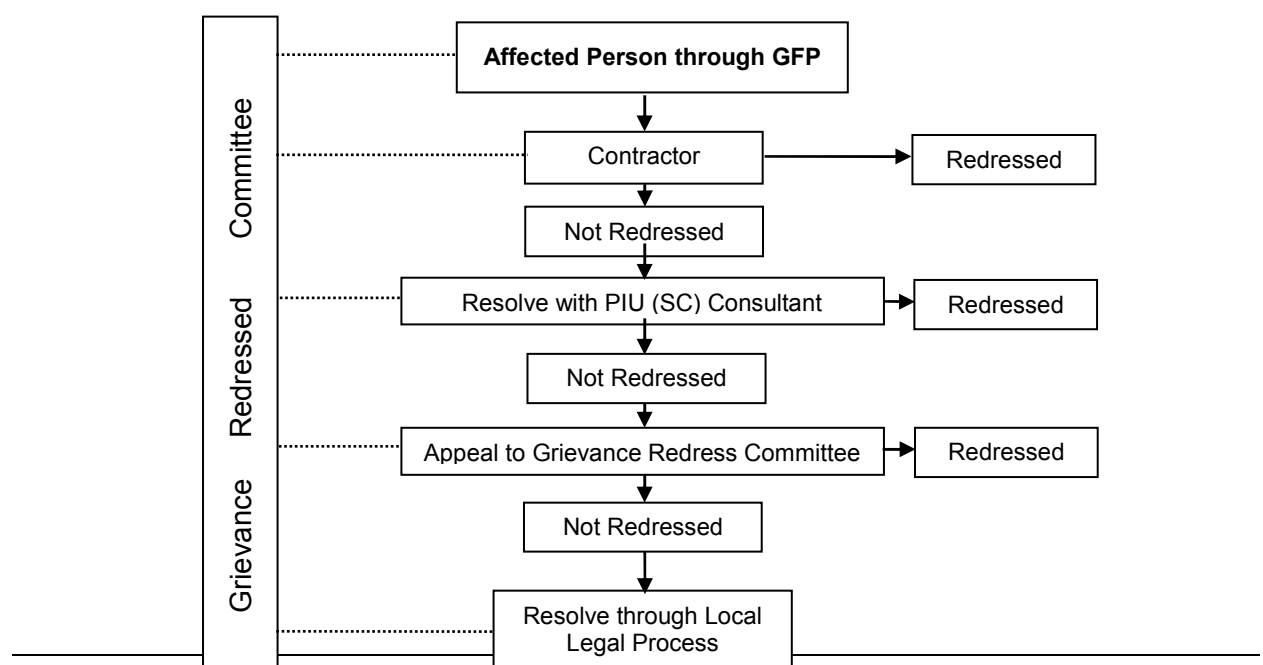 Grievance Redressed Committee
Affected Person through GFP
Contractor
Redressed
Not Redressed
Resolve with PIU (SC) Consultant
Redressed
Not Redressed
Appeal to Grievance Redress Committee
Redressed
Not Redressed
Resolve through Local
Legal Process